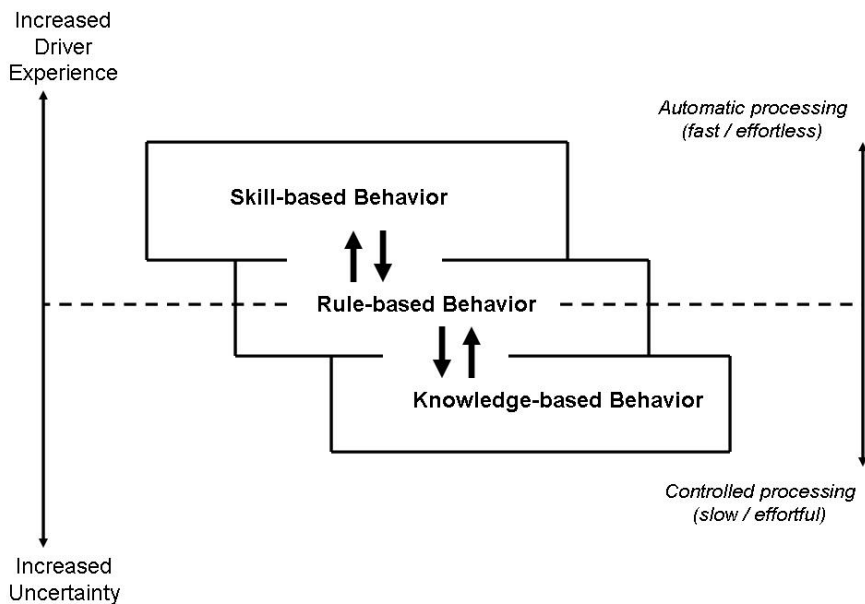 Increased
Driver
Experience
Automatic processing
(fast / effortless)
Skill-based Behavior
Rule-based Behavior
Knowledge-based Behavior
Controlled processing
(slow / effortful)
Increased
Uncertainty